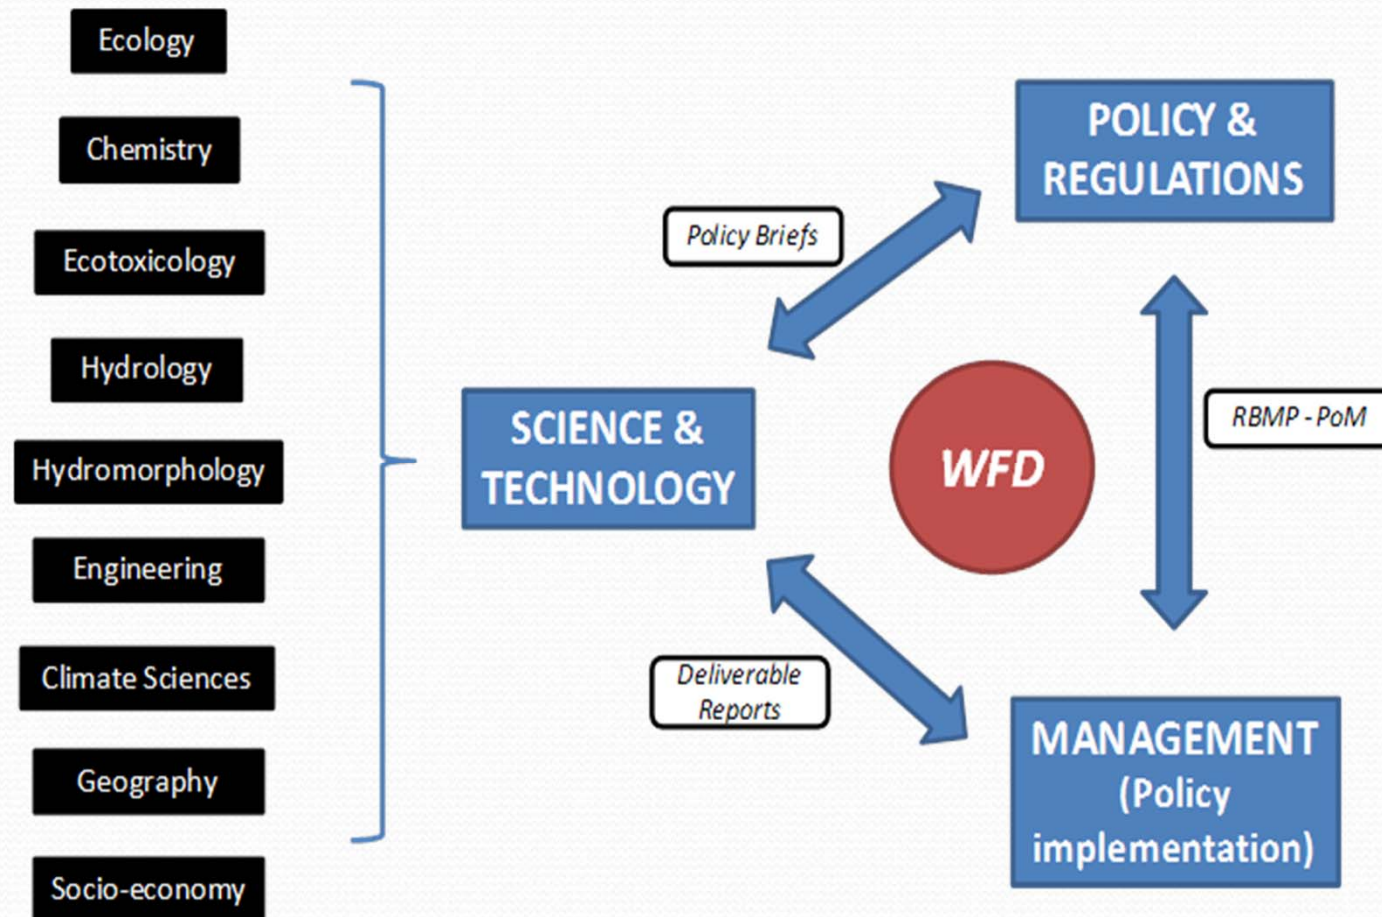 Ecology
Chemistry
Ecotoxicology
Hydrology
Hydromorphology
Engineering
Climate Sciences
Geography
Socio-economy
SCIENCE &
TECHNOLOGY
Policy Briefs
POLICY &
REGULATIONS
WFD
RBMP - PoM
Deliverable
Reports
MANAGEMENT
(Policy
implementation)